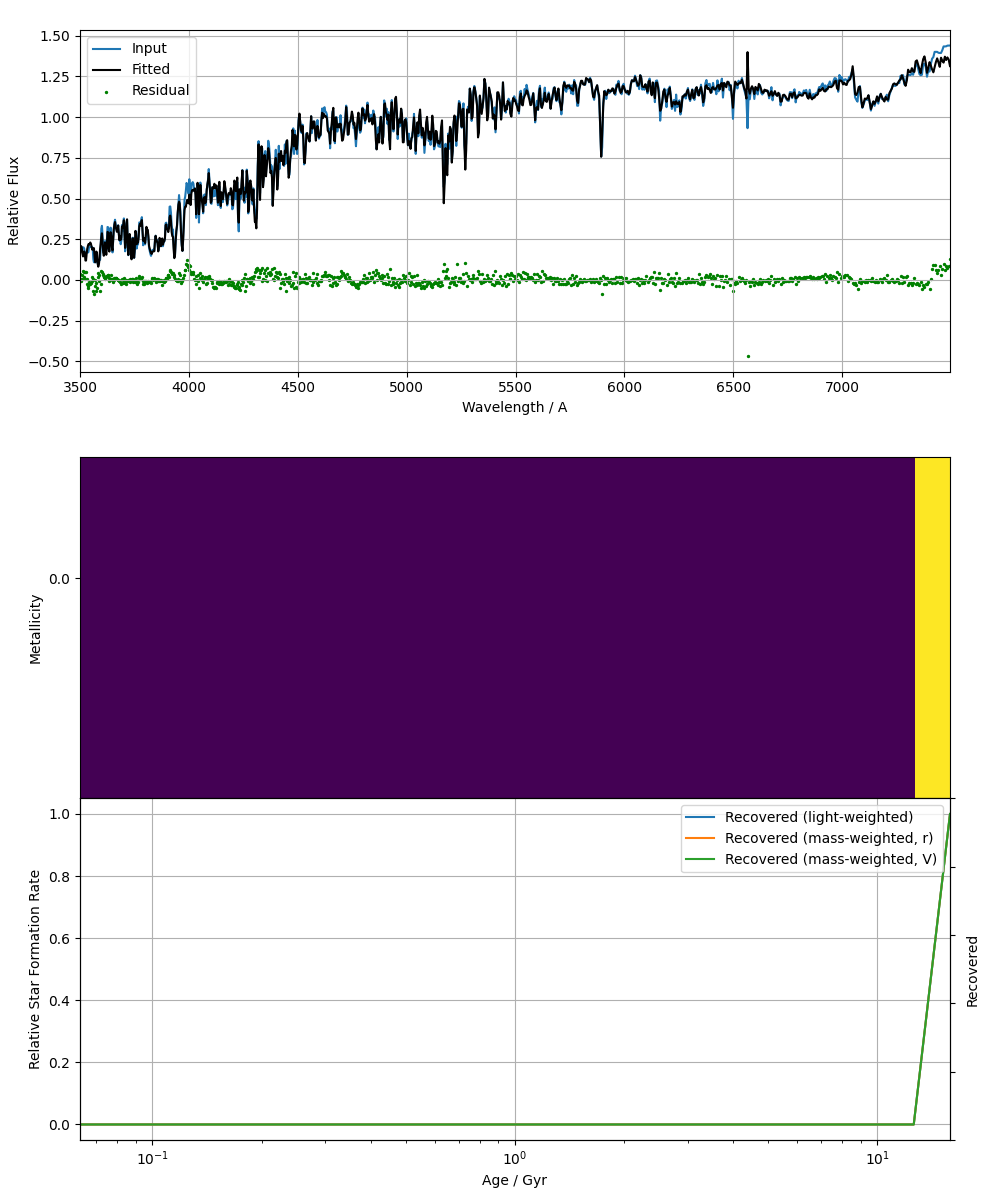 1.50
1.25
1.00
0.75
0.50
0.25
0.00
−0.25
−0.50
Relative Flux
Input
Fitted
Residual
3500 4000 4500 5000 5500 6000 6500 7000
Wavelength / A
0.0
Metallicity
1.0
0.8
0.6
0.4
0.2
0.0
Relative Star Formation Rate
Recovered (light-weighted)
Recovered (mass-weighted, r)
Recovered (mass-weighted, V)
Recovered
10⁻¹ 10⁰ 10¹
Age / Gyr